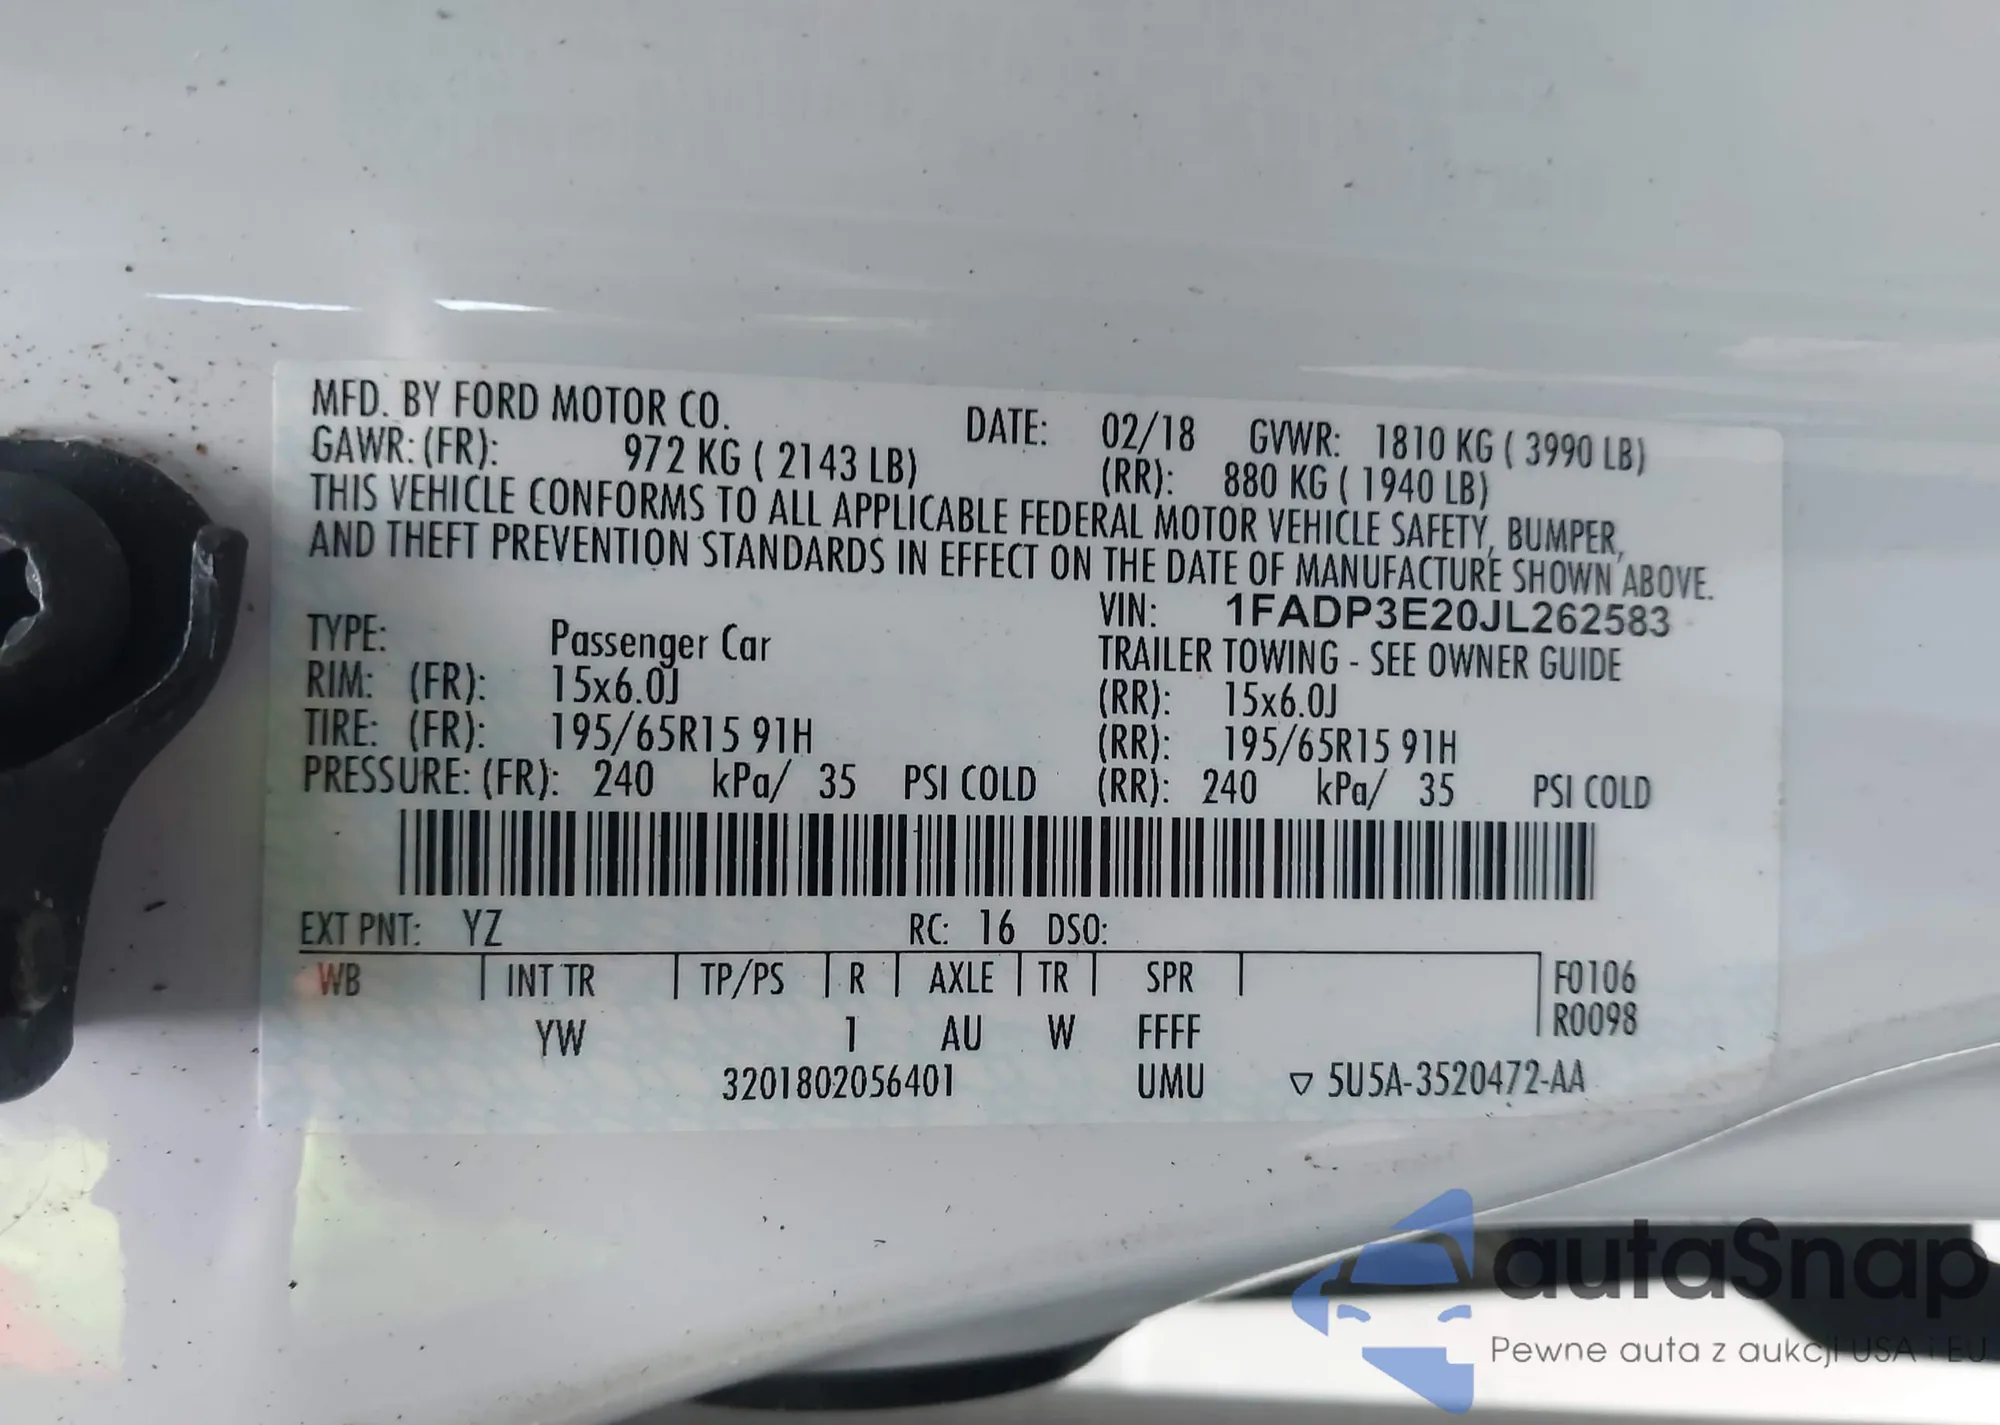 MFD. BY FORD MOTOR CO. DATE: 02/18 GVWR: 1810 KG ( 3990 LB)
GAWR: (FR): 972 KG ( 2143 LB) (RR): 880 KG ( 1940 LB)
THIS VEHICLE CONFORMS TO ALL APPLICABLE FEDERAL MOTOR VEHICLE SAFETY, BUMPER,
AND THEFT PREVENTION STANDARDS IN EFFECT ON THE DATE OF MANUFACTURE SHOWN ABOVE.
VIN: 1FADP3E20JL262583
TYPE: Passenger Car TRAILER TOWING - SEE OWNER GUIDE
RIM: (FR): 15x6.0J (RR): 15x6.0J
TIRE: (FR): 195/65R15 91H (RR): 195/65R15 91H
PRESSURE: (FR): 240 kPa/ 35 PSI COLD (RR): 240 kPa/ 35 PSI COLD
EXT PNT: YZ RC: 16 DSO:
WB INT TR TP/PS R AXLE TR SPR F0106
R0098
YW 1 AU W FFFF
3201802056401 UMU ▽ 5U5A-3520472-AA
autaSnap
Pewne auta z aukcji USA i EU